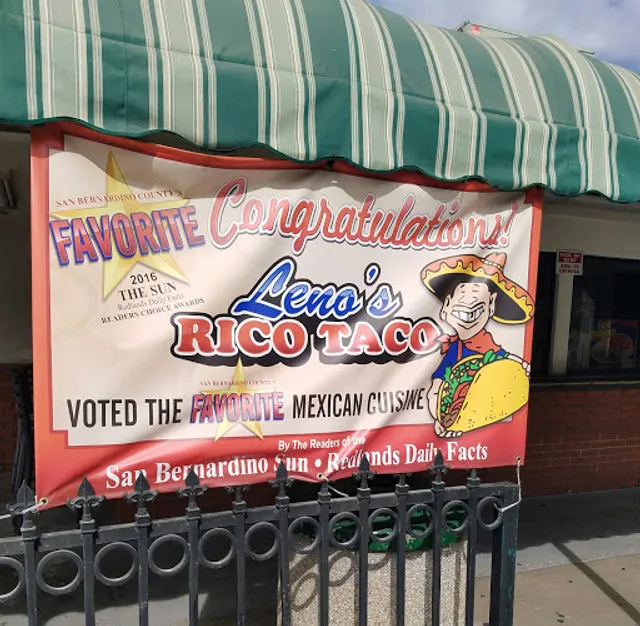 SAN BERNARDINO COUNTY'S
FAVORITE
2016
THE SUN
Redlands Daily Facts
READERS CHOICE AWARDS
Congratulations!
Leno's
RICO TACO
SAN BERNARDINO COUNTY'S
VOTED THE FAVORITE MEXICAN CUISINE
By The Readers of the
San Bernardino Sun • Redlands Daily Facts